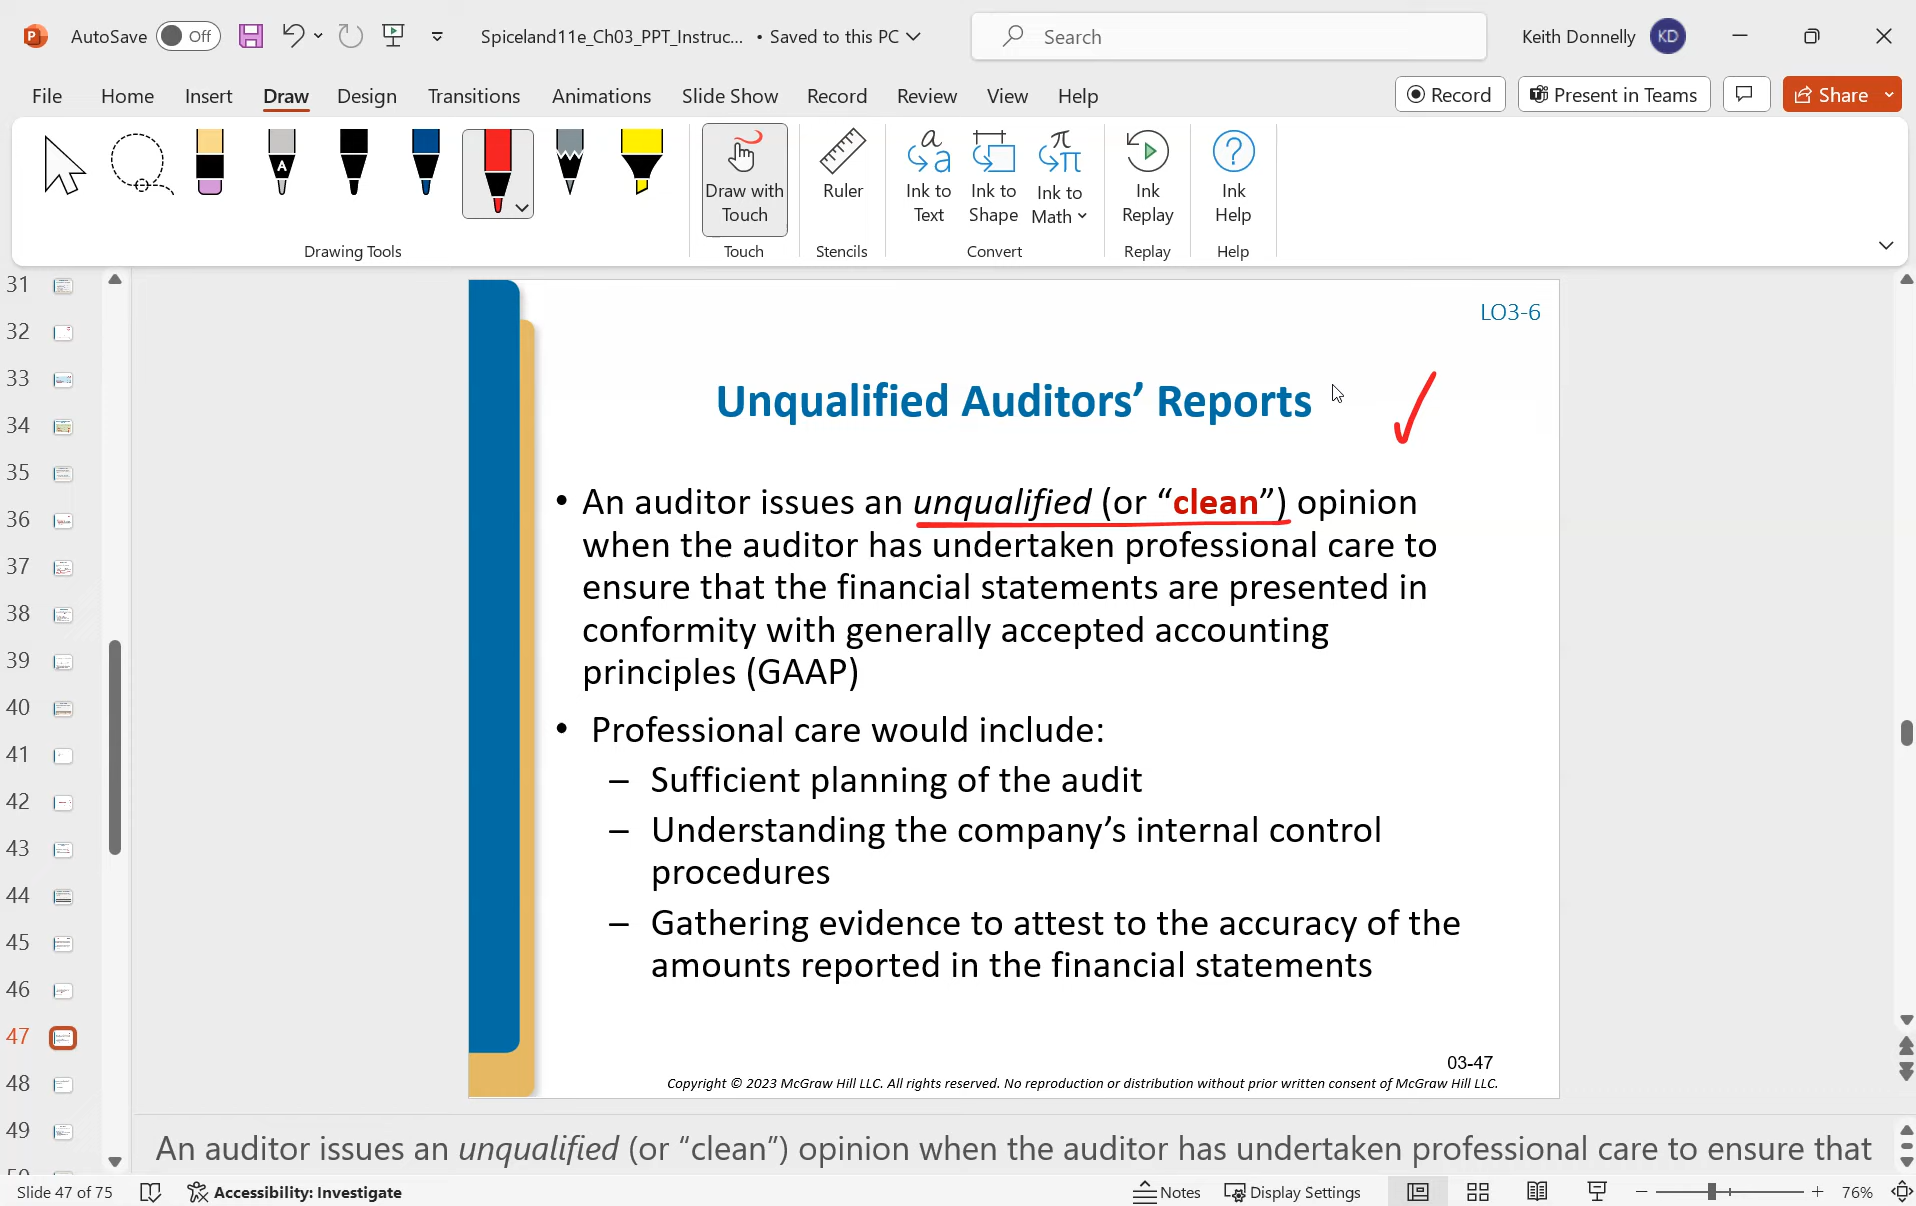 AutoSave Off Spiceland11e_Ch03_PPT_Instruc... • Saved to this PC Search Keith Donnelly KD
File Home Insert Draw Design Transitions Animations Slide Show Record Review View Help Record Present in Teams Share
Draw with Touch
Ruler
Ink to Text
Ink to Shape
Ink to Math
Ink Replay
Ink Help
Drawing Tools Touch Stencils Convert Replay Help
31
32
33
34
35
36
37
38
39
40
41
42
43
44
45
46
47
48
49
LO3-6
Unqualified Auditors’ Reports
• An auditor issues an unqualified (or “clean”) opinion
when the auditor has undertaken professional care to
ensure that the financial statements are presented in
conformity with generally accepted accounting
principles (GAAP)
• Professional care would include:
– Sufficient planning of the audit
– Understanding the company’s internal control
procedures
– Gathering evidence to attest to the accuracy of the
amounts reported in the financial statements
03-47
Copyright © 2023 McGraw Hill LLC. All rights reserved. No reproduction or distribution without prior written consent of McGraw Hill LLC.
An auditor issues an unqualified (or “clean”) opinion when the auditor has undertaken professional care to ensure that
Slide 47 of 75 Accessibility: Investigate Notes Display Settings 76%